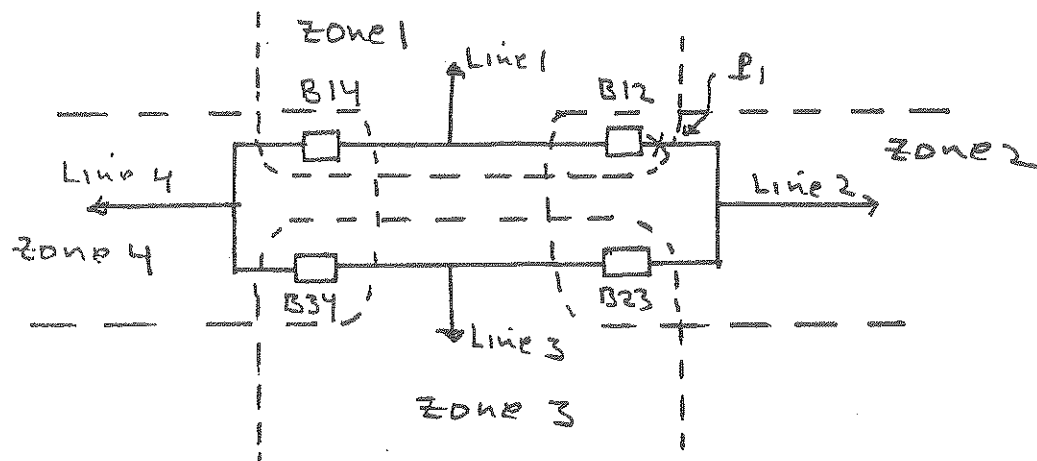 Zone 1
Line 1
B14
B12
P1
Zone 2
Line 4
Line 2
Zone 4
B34
B23
Line 3
Zone 3